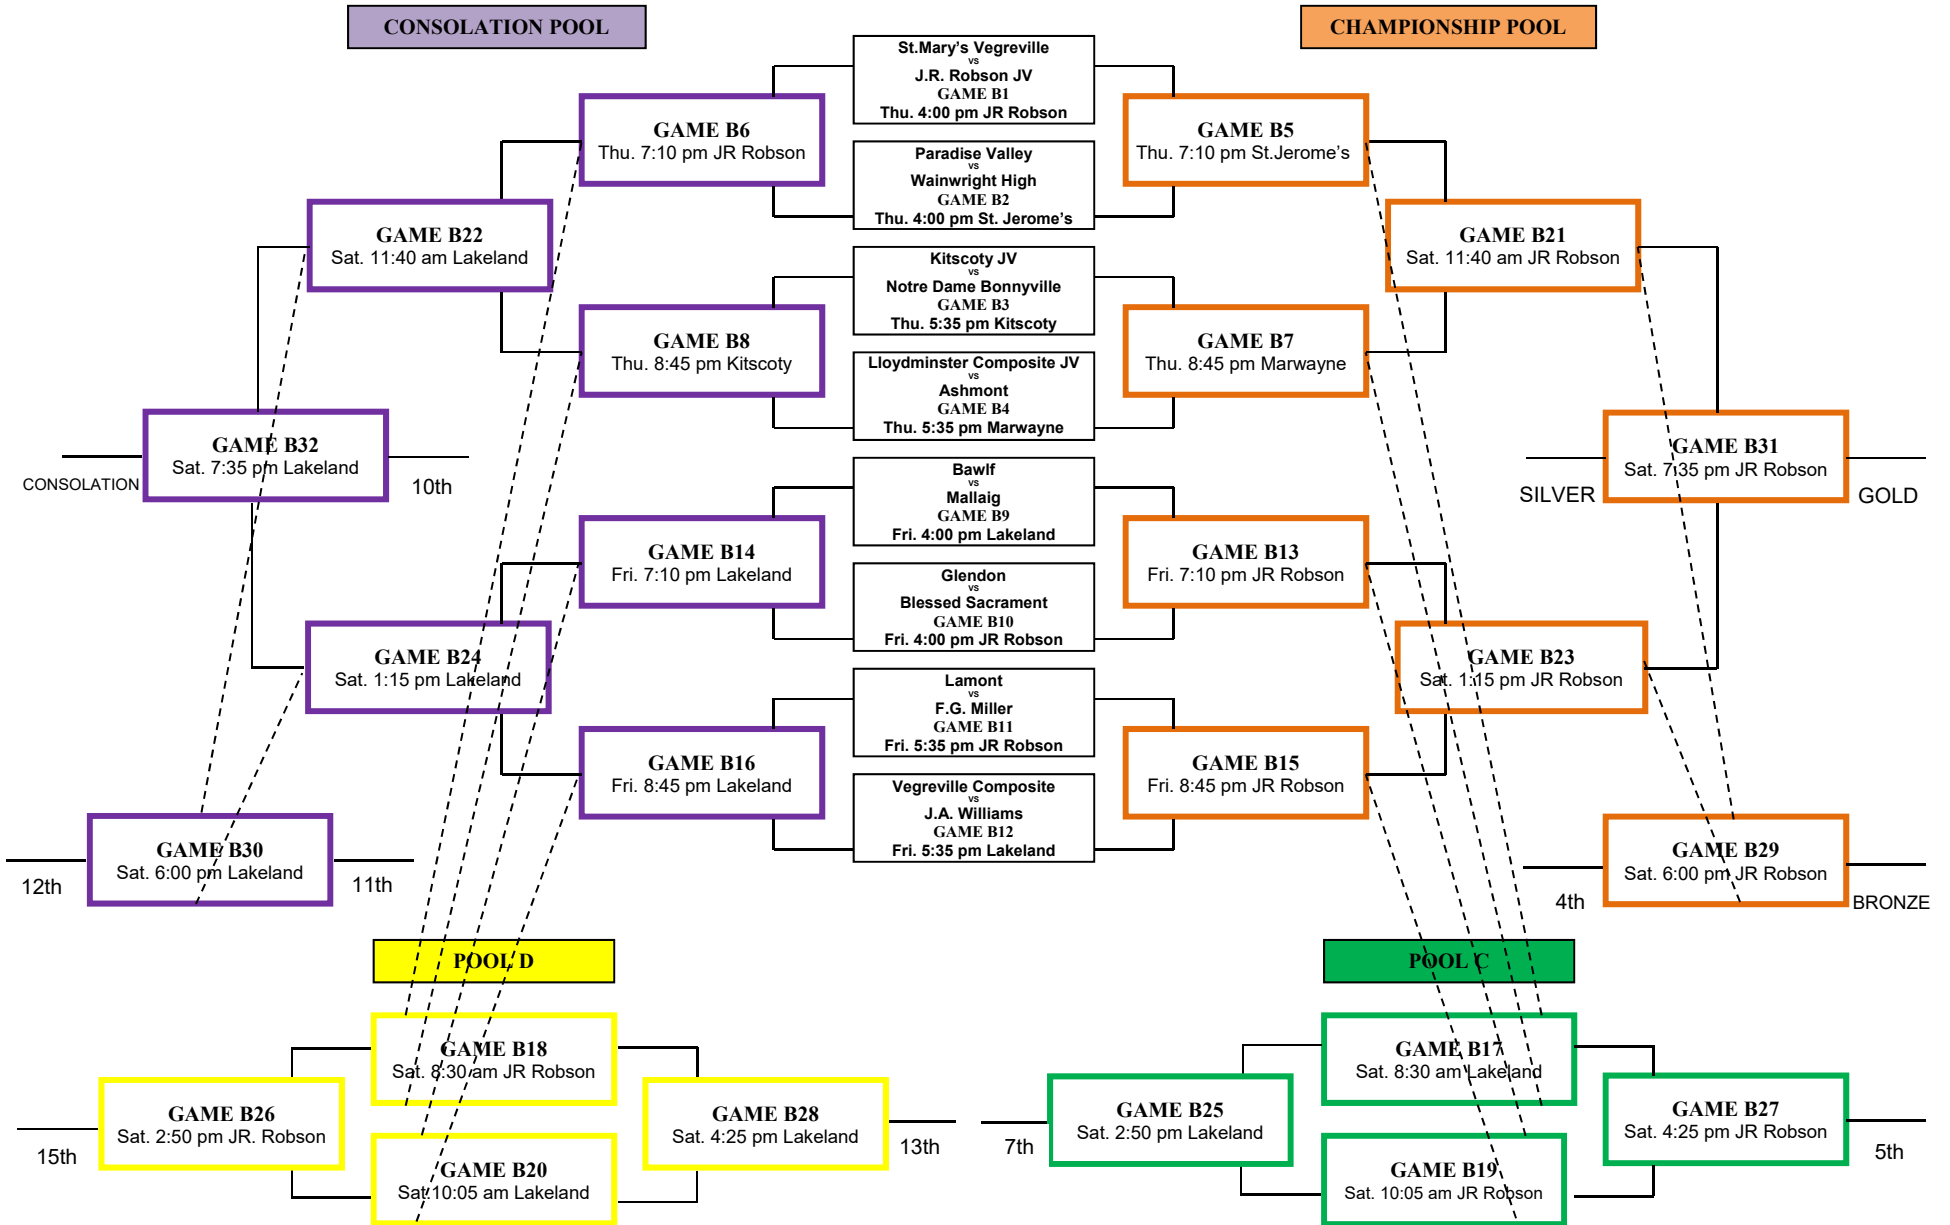 CONSOLATION POOL
CHAMPIONSHIP POOL
St.Mary's Vegreville
vs
J.R. Robson JV
GAME B1
Thu. 4:00 pm JR Robson
GAME B6
Thu. 7:10 pm JR Robson
GAME B5
Thu. 7:10 pm St.Jerome's
Paradise Valley
vs
Wainwright High
GAME B2
Thu. 4:00 pm St. Jerome's
GAME B22
Sat. 11:40 am Lakeland
GAME B21
Sat. 11:40 am JR Robson
Kitscoty JV
vs
Notre Dame Bonnyville
GAME B3
Thu. 5:35 pm Kitscoty
GAME B8
Thu. 8:45 pm Kitscoty
GAME B7
Thu. 8:45 pm Marwayne
Lloydminster Composite JV
vs
Ashmont
GAME B4
Thu. 5:35 pm Marwayne
GAME B32
Sat. 7:35 pm Lakeland
CONSOLATION
10th
GAME B31
Sat. 7:35 pm JR Robson
SILVER
GOLD
Bawlf
vs
Mallaig
GAME B9
Fri. 4:00 pm Lakeland
GAME B14
Fri. 7:10 pm Lakeland
GAME B13
Fri. 7:10 pm JR Robson
Glendon
vs
Blessed Sacrament
GAME B10
Fri. 4:00 pm JR Robson
GAME B24
Sat. 1:15 pm Lakeland
GAME B23
Sat. 1:15 pm JR Robson
Lamont
vs
F.G. Miller
GAME B11
Fri. 5:35 pm JR Robson
GAME B16
Fri. 8:45 pm Lakeland
GAME B15
Fri. 8:45 pm JR Robson
Vegreville Composite
vs
J.A. Williams
GAME B12
Fri. 5:35 pm Lakeland
GAME B30
Sat. 6:00 pm Lakeland
12th
11th
GAME B29
Sat. 6:00 pm JR Robson
4th
BRONZE
POOL D
POOL C
GAME B18
Sat. 8:30 am JR Robson
GAME B17
Sat. 8:30 am Lakeland
GAME B26
Sat. 2:50 pm JR. Robson
15th
GAME B28
Sat. 4:25 pm Lakeland
13th
GAME B25
Sat. 2:50 pm Lakeland
7th
GAME B27
Sat. 4:25 pm JR Robson
5th
GAME B20
Sat.10:05 am Lakeland
GAME B19
Sat. 10:05 am JR Robson